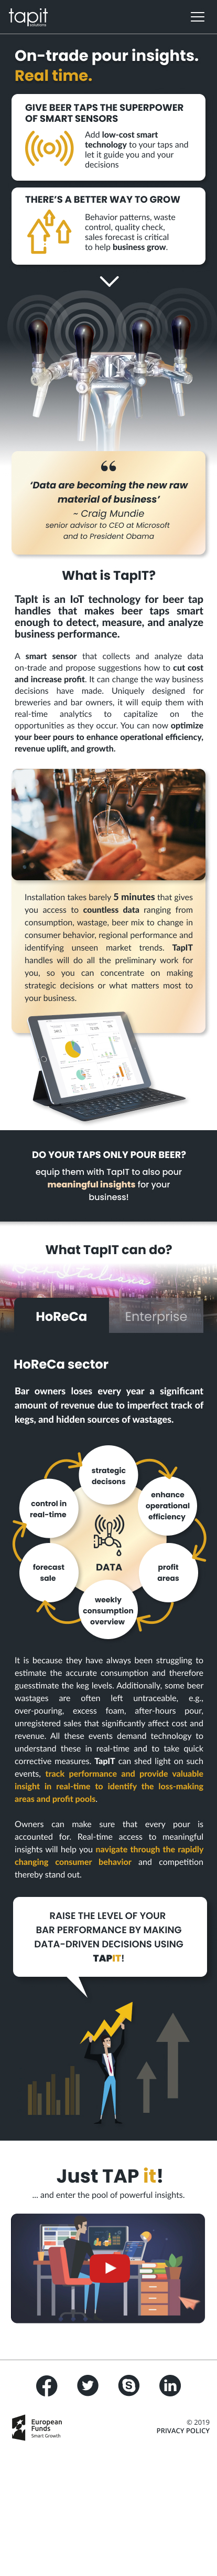 tapit
solutions
On-trade pour insights.
Real time.
GIVE BEER TAPS THE SUPERPOWER
OF SMART SENSORS
Add low-cost smart
technology to your taps and
let it guide you and your
decisions
THERE'S A BETTER WAY TO GROW
Behavior patterns, waste
control, quality check,
sales forecast is critical
to help business grow.
'Data are becoming the new raw
material of business'
~ Craig Mundie
senior advisor to CEO at Microsoft
and to President Obama
What is TapIT?
TapIt is an IoT technology for beer tap
handles that makes beer taps smart
enough to detect, measure, and analyze
business performance.
A smart sensor that collects and analyze data
on-trade and propose suggestions how to cut cost
and increase profit. It can change the way business
decisions have made. Uniquely designed for
breweries and bar owners, it will equip them with
real-time analytics to capitalize on the
opportunities as they occur. You can now optimize
your beer pours to enhance operational efficiency,
revenue uplift, and growth.
Installation takes barely 5 minutes that gives
you access to countless data ranging from
consumption, wastage, beer mix to change in
consumer behavior, regional performance and
identifying unseen market trends. TapIT
handles will do all the preliminary work for
you, so you can concentrate on making
strategic decisions or what matters most to
your business.
DO YOUR TAPS ONLY POUR BEER?
equip them with TapIT to also pour
meaningful insights for your
business!
What TapIT can do?
HoReCa
Enterprise
HoReCa sector
Bar owners loses every year a significant
amount of revenue due to imperfect track of
kegs, and hidden sources of wastages.
strategic
decisons
control in
real-time
enhance
operational
efficiency
DATA
forecast
sale
profit
areas
weekly
consumption
overview
It is because they have always been struggling to
estimate the accurate consumption and therefore
guesstimate the keg levels. Additionally, some beer
wastages are often left untraceable, e.g.,
over-pouring, excess foam, after-hours pour,
unregistered sales that significantly affect cost and
revenue. All these events demand technology to
understand these in real-time and to take quick
corrective measures. TapIT can shed light on such
events, track performance and provide valuable
insight in real-time to identify the loss-making
areas and profit pools.
Owners can make sure that every pour is
accounted for. Real-time access to meaningful
insights will help you navigate through the rapidly
changing consumer behavior and competition
thereby stand out.
RAISE THE LEVEL OF YOUR
BAR PERFORMANCE BY MAKING
DATA-DRIVEN DECISIONS USING
TAPIT!
Just TAP it!
... and enter the pool of powerful insights.
European
Funds
Smart Growth
© 2019
PRIVACY POLICY